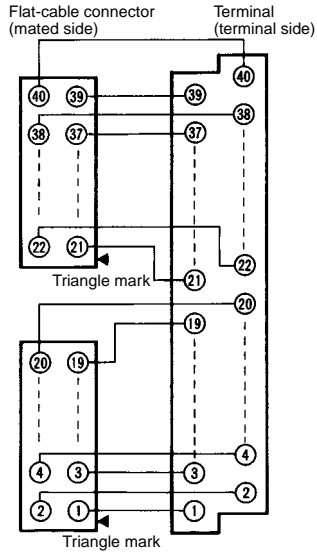 Flat-cable connector
(mated side)
Terminal
(terminal side)
40
40 39 39
38 37 37 38
22 21 22
Triangle mark 21
20
19
20 19
4
4 3 3
2
2 1 1
Triangle mark